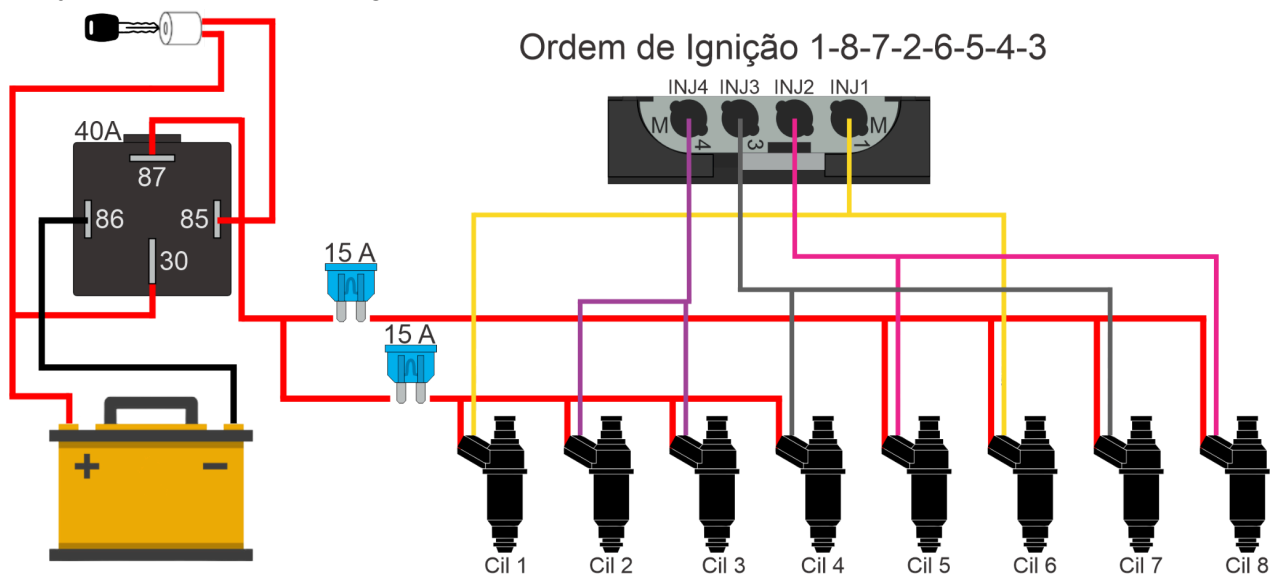 Ordem de Ignição 1-8-7-2-6-5-4-3
INJ4 INJ3 INJ2 INJ1
M 4 3 1 M
40A
87
86 85
30
15 A
15 A
+ −
Cil 1 Cil 2 Cil 3 Cil 4 Cil 5 Cil 6 Cil 7 Cil 8